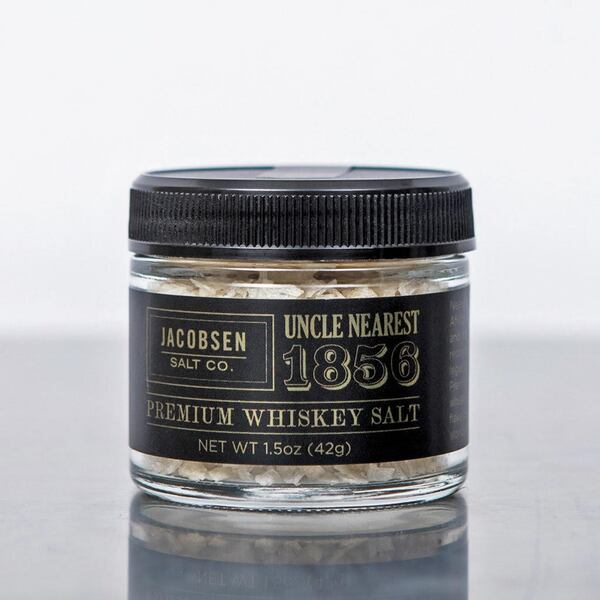 JACOBSEN
SALT CO.
UNCLE NEAREST
1856
PREMIUM WHISKEY SALT
NET WT 1.5oz (42g)